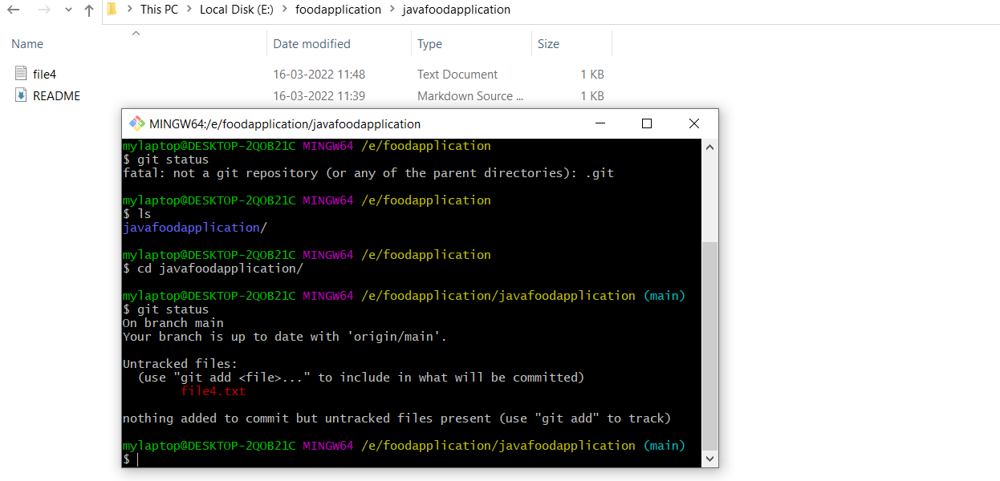 This PC > Local Disk (E:) > foodapplication > javafoodapplication
Name Date modified Type Size
file4 16-03-2022 11:48 Text Document 1 KB
README 16-03-2022 11:39 Markdown Source ... 1 KB
MINGW64:/e/foodapplication/javafoodapplication
mylaptop@DESKTOP-2QOB21C MINGW64 /e/foodapplication
$ git status
fatal: not a git repository (or any of the parent directories): .git
mylaptop@DESKTOP-2QOB21C MINGW64 /e/foodapplication
$ ls
javafoodapplication/
mylaptop@DESKTOP-2QOB21C MINGW64 /e/foodapplication
$ cd javafoodapplication/
mylaptop@DESKTOP-2QOB21C MINGW64 /e/foodapplication/javafoodapplication (main)
$ git status
On branch main
Your branch is up to date with 'origin/main'.
Untracked files:
(use "git add <file>..." to include in what will be committed)
file4.txt
nothing added to commit but untracked files present (use "git add" to track)
mylaptop@DESKTOP-2QOB21C MINGW64 /e/foodapplication/javafoodapplication (main)
$